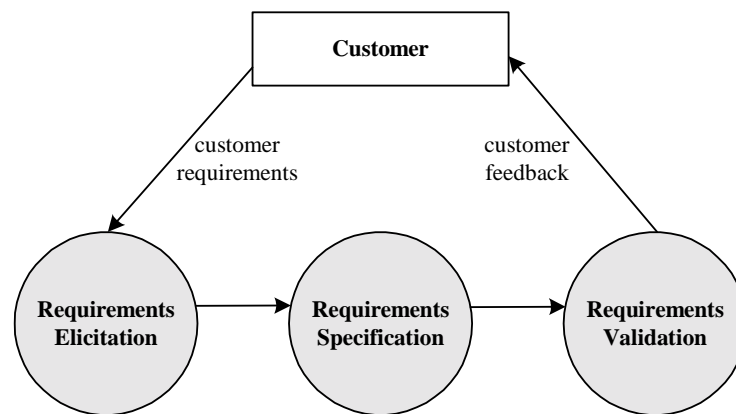 Customer
customer
requirements
customer
feedback
Requirements
Elicitation
Requirements
Specification
Requirements
Validation